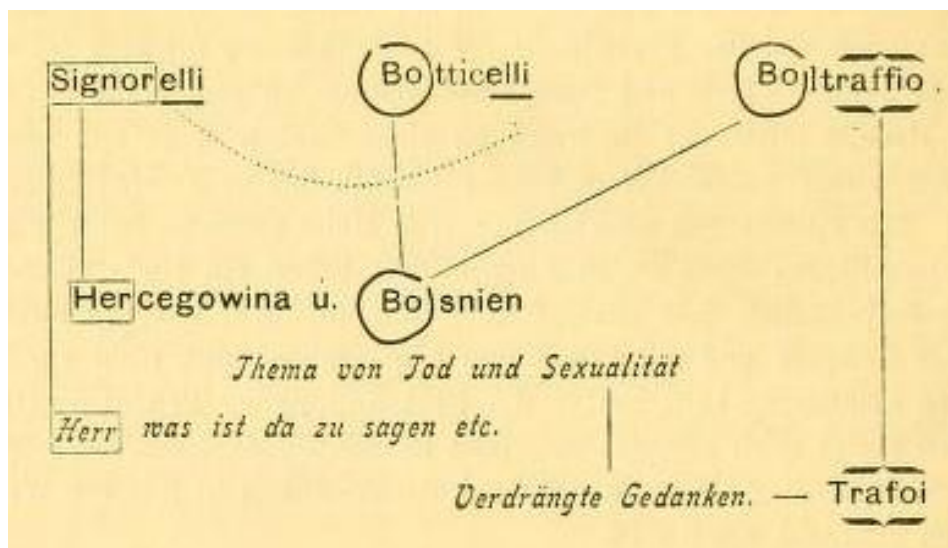 Signorelli Botticelli Boltraffio.
Hercegowina u. Bosnien
Thema von Tod und Sexualität
Herr was ist da zu sagen etc.
Verdrängte Gedanken. — Trafoi